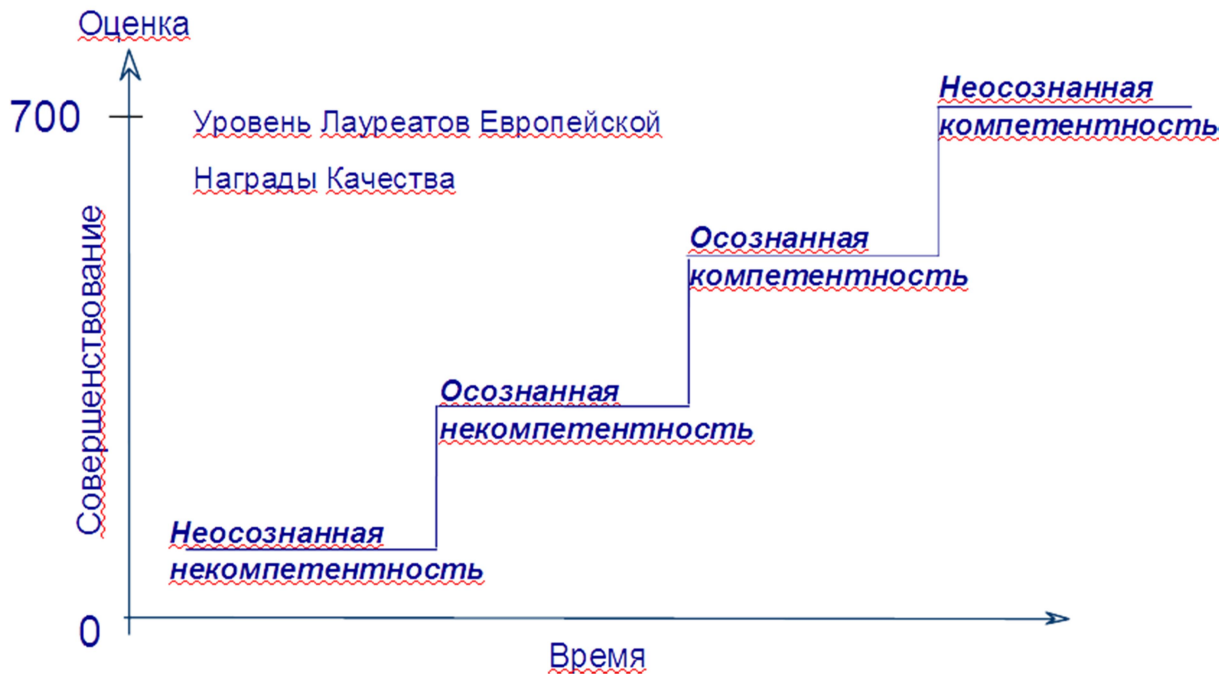 Оценка
700
Уровень Лауреатов Европейской
Награды Качества
Неосознанная
компетентность
Осознанная
компетентность
Совершенствование
Осознанная
некомпетентность
Неосознанная
некомпетентность
0
Время